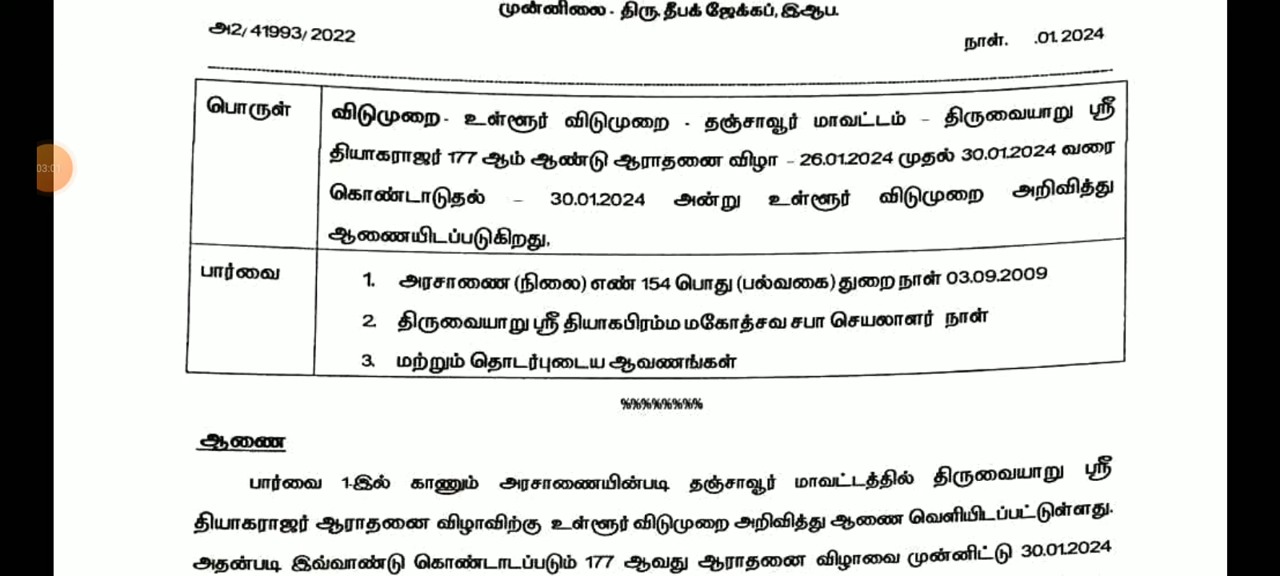 முன்னிலை - திரு. தீபக் ஜேக்கப், இஆப.
அ2/ 41993/ 2022
நாள். .01. 2024
பொருள்
விடுமுறை - உள்ளூர் விடுமுறை - தஞ்சாவூர் மாவட்டம் – திருவையாறு ஸ்ரீ
தியாகராஜர் 177 ஆம் ஆண்டு ஆராதனை விழா – 26.01.2024 முதல் 30.01.2024 வரை
கொண்டாடுதல் – 30.01.2024 அன்று உள்ளூர் விடுமுறை அறிவித்து
ஆணையிடப்படுகிறது,
பார்வை
1. அரசாணை (நிலை) எண் 154 பொது (பல்வகை) துறை நாள் 03.09.2009
2. திருவையாறு ஸ்ரீ தியாகபிரம்ம மகோத்சவ சபா செயலாளர் நாள்
3. மற்றும் தொடர்புடைய ஆவணங்கள்
%%%%%%%%
ஆணை
பார்வை 1-இல் காணும் அரசாணையின்படி தஞ்சாவூர் மாவட்டத்தில் திருவையாறு ஸ்ரீ
தியாகராஜர் ஆராதனை விழாவிற்கு உள்ளூர் விடுமுறை அறிவித்து ஆணை வெளியிடப்பட்டுள்ளது.
அதன்படி இவ்வாண்டு கொண்டாடப்படும் 177 ஆவது ஆராதனை விழாவை முன்னிட்டு 30.01.2024
03:01